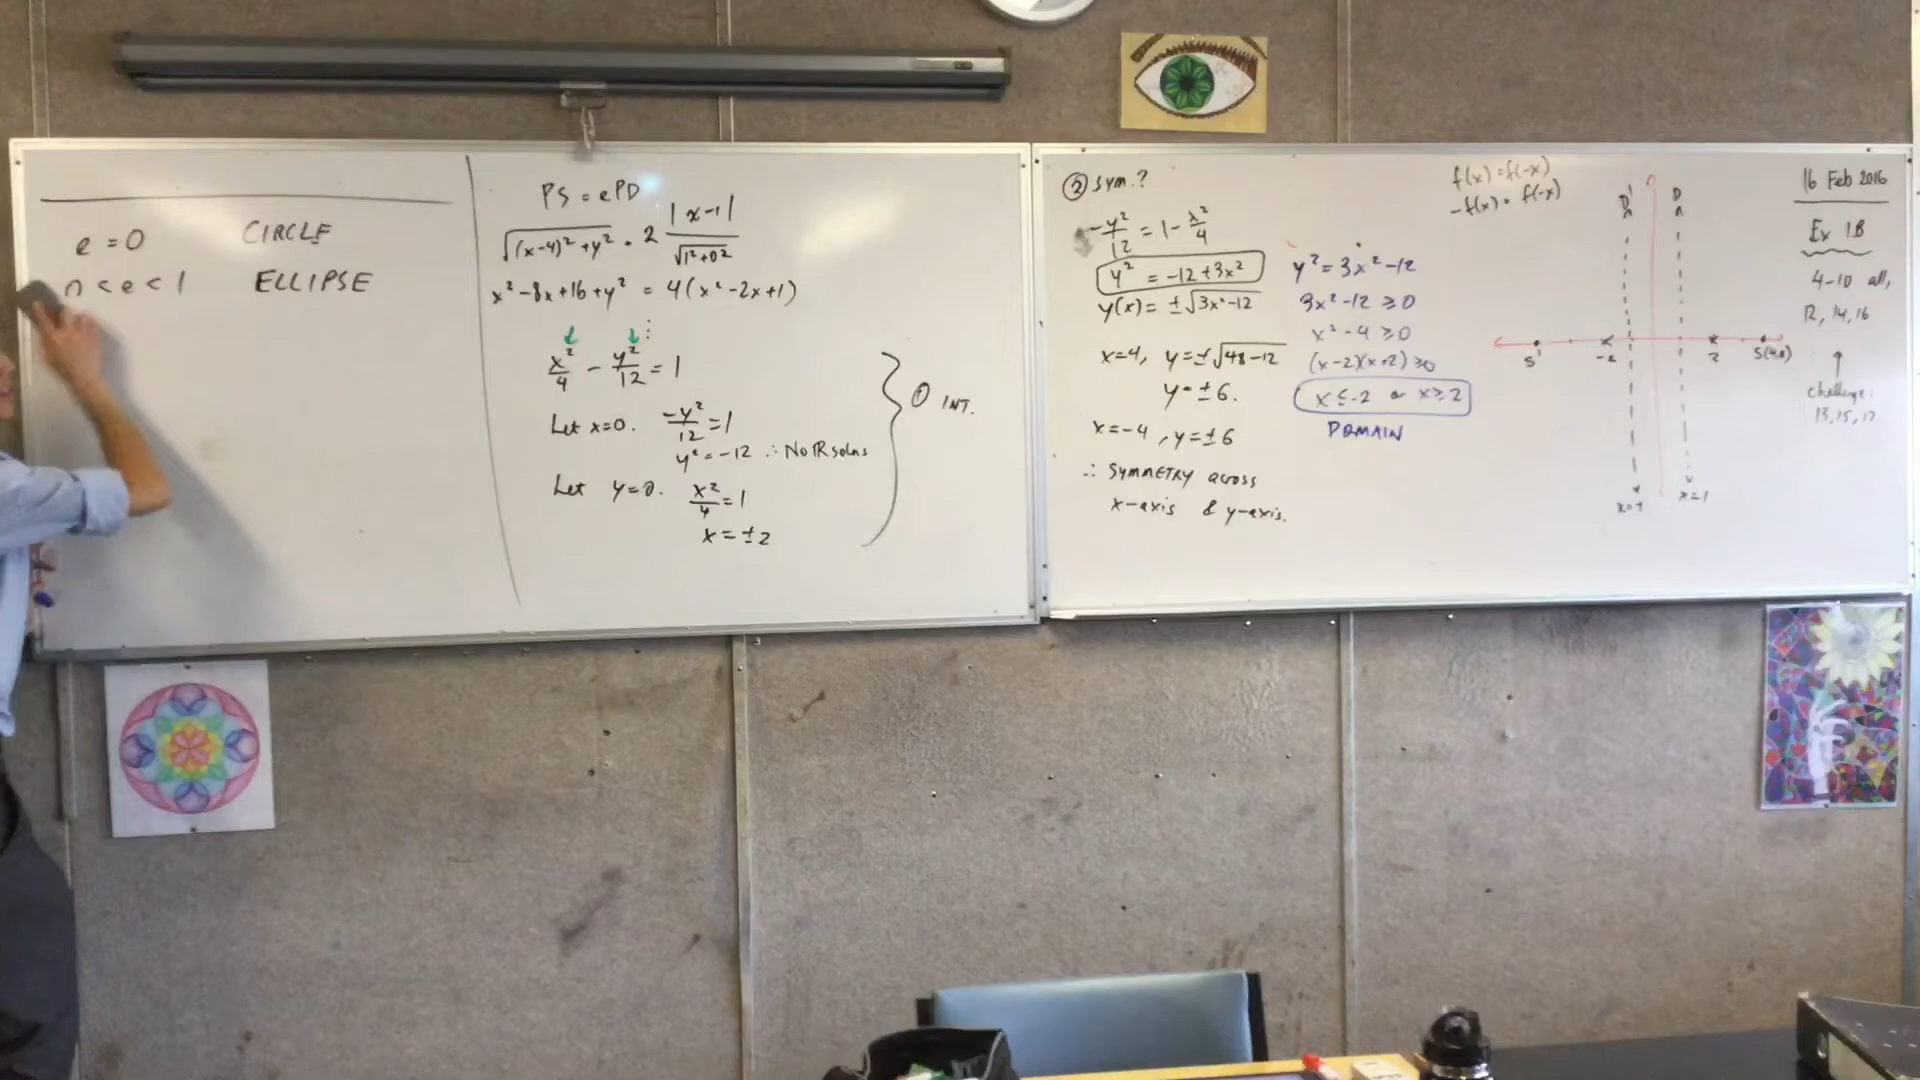 e = 0 CIRCLE
0 < e < 1 ELLIPSE
PS = ePD
√((x-4)² + y²) = 2 |x-1| / √(1²+0²)
x² - 8x + 16 + y² = 4(x² - 2x + 1)
⋮
x²/4 - y²/12 = 1
Let x=0. -y²/12 = 1
y² = -12 ∴ No ℝ solns
Let y=0. x²/4 = 1
x = ±2
① INT.
② sym.?
-y²/12 = 1 - x²/4
y² = -12 + 3x²
y(x) = ±√(3x²-12)
x=4, y=±√(48-12)
y=±6.
x=-4, y=±6
∴ SYMMETRY across
x-axis & y-axis.
y² = 3x² - 12
3x² - 12 ≥ 0
x² - 4 ≥ 0
(x-2)(x+2) ≥ 0
x ≤ -2 or x ≥ 2
DOMAIN
f(x) = f(-x)
-f(x) = f(-x)
D' D
S' -2 2 S(4,0)
x=-1 x=1
16 Feb 2016
Ex 1B
4-10 all,
12, 14, 16
↑
Challenge:
13, 15, 17